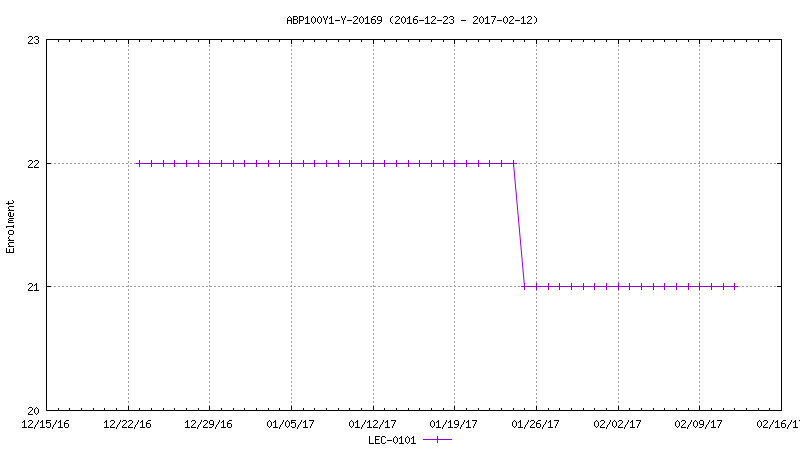 ABP100Y1-Y-20169 (2016-12-23 - 2017-02-12)
23
22
21
20
Enrolment
12/15/16 12/22/16 12/29/16 01/05/17 01/12/17 01/19/17 01/26/17 02/02/17 02/09/17 02/16/17
LEC-0101